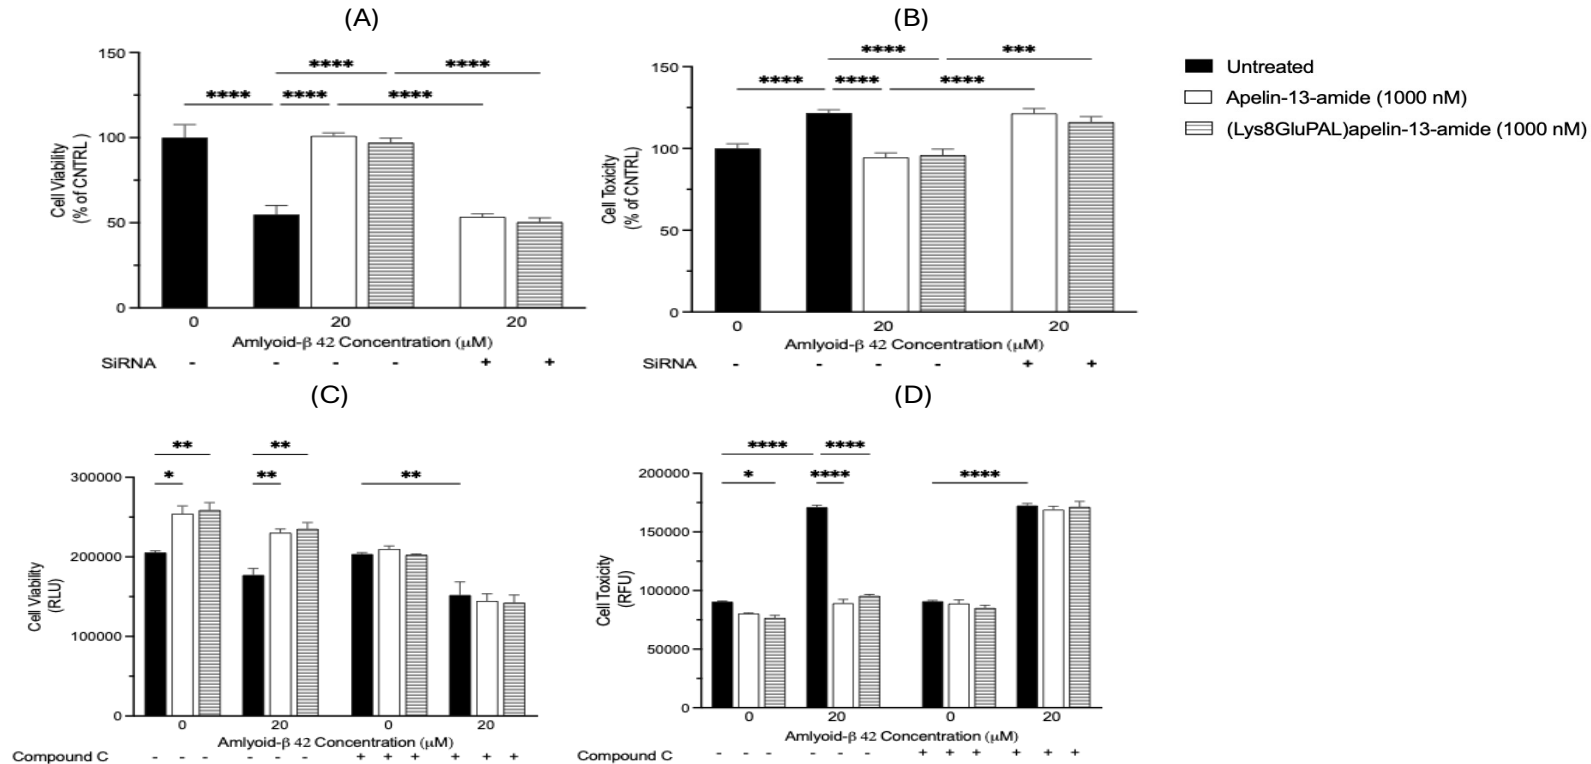 (A)
150
100
50
0
Cell Viability
(% of CNTRL)
**** **** ****
**** ****
0 20 20
Amlyoid-β 42 Concentration (μM)
SiRNA - - - - + +
(B)
150
100
50
0
Cell Toxicity
(% of CNTRL)
**** ***
**** **** ****
0 20 20
Amlyoid-β 42 Concentration (μM)
SiRNA - - - - + +
Untreated
Apelin-13-amide (1000 nM)
(Lys8GluPAL)apelin-13-amide (1000 nM)
(C)
300000
200000
100000
0
Cell Viability
(RLU)
** **
* ** **
0 20 0 20
Amlyoid-β 42 Concentration (μM)
Compound C - - - - - - + + + + + +
(D)
200000
150000
100000
50000
0
Cell Toxicity
(RFU)
**** ****
* **** ****
0 20 0 20
Amlyoid-β 42 Concentration (μM)
Compound C - - - - - - + + + + + +